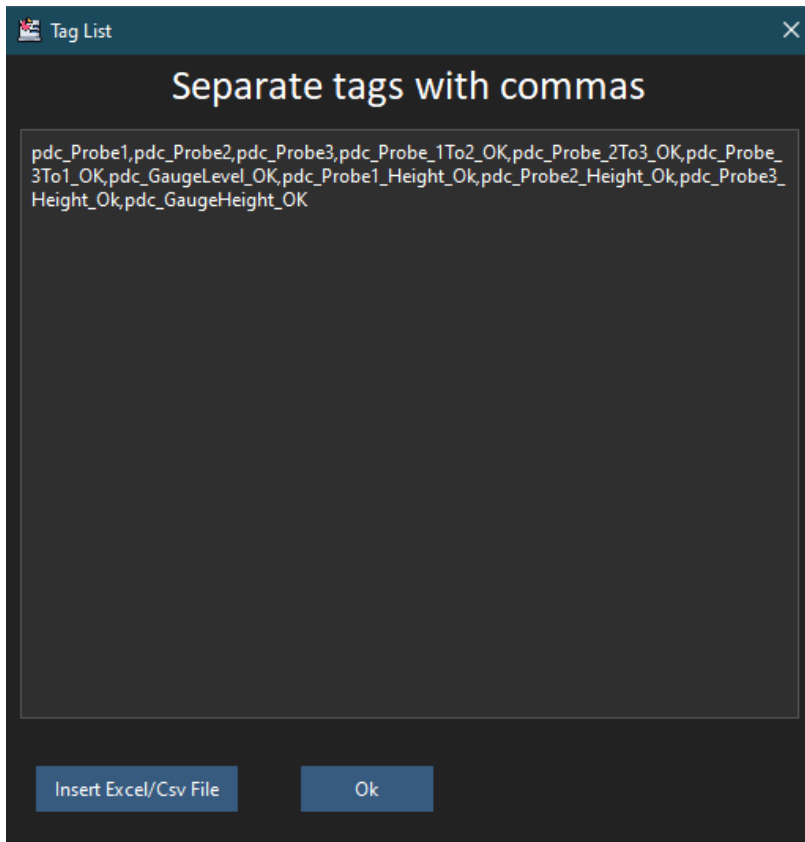 Tag List
Separate tags with commas
pdc_Probe1,pdc_Probe2,pdc_Probe3,pdc_Probe_1To2_OK,pdc_Probe_2To3_OK,pdc_Probe_
3To1_OK,pdc_GaugeLevel_OK,pdc_Probe1_Height_Ok,pdc_Probe2_Height_Ok,pdc_Probe3_
Height_Ok,pdc_GaugeHeight_OK
Insert Excel/Csv File
Ok